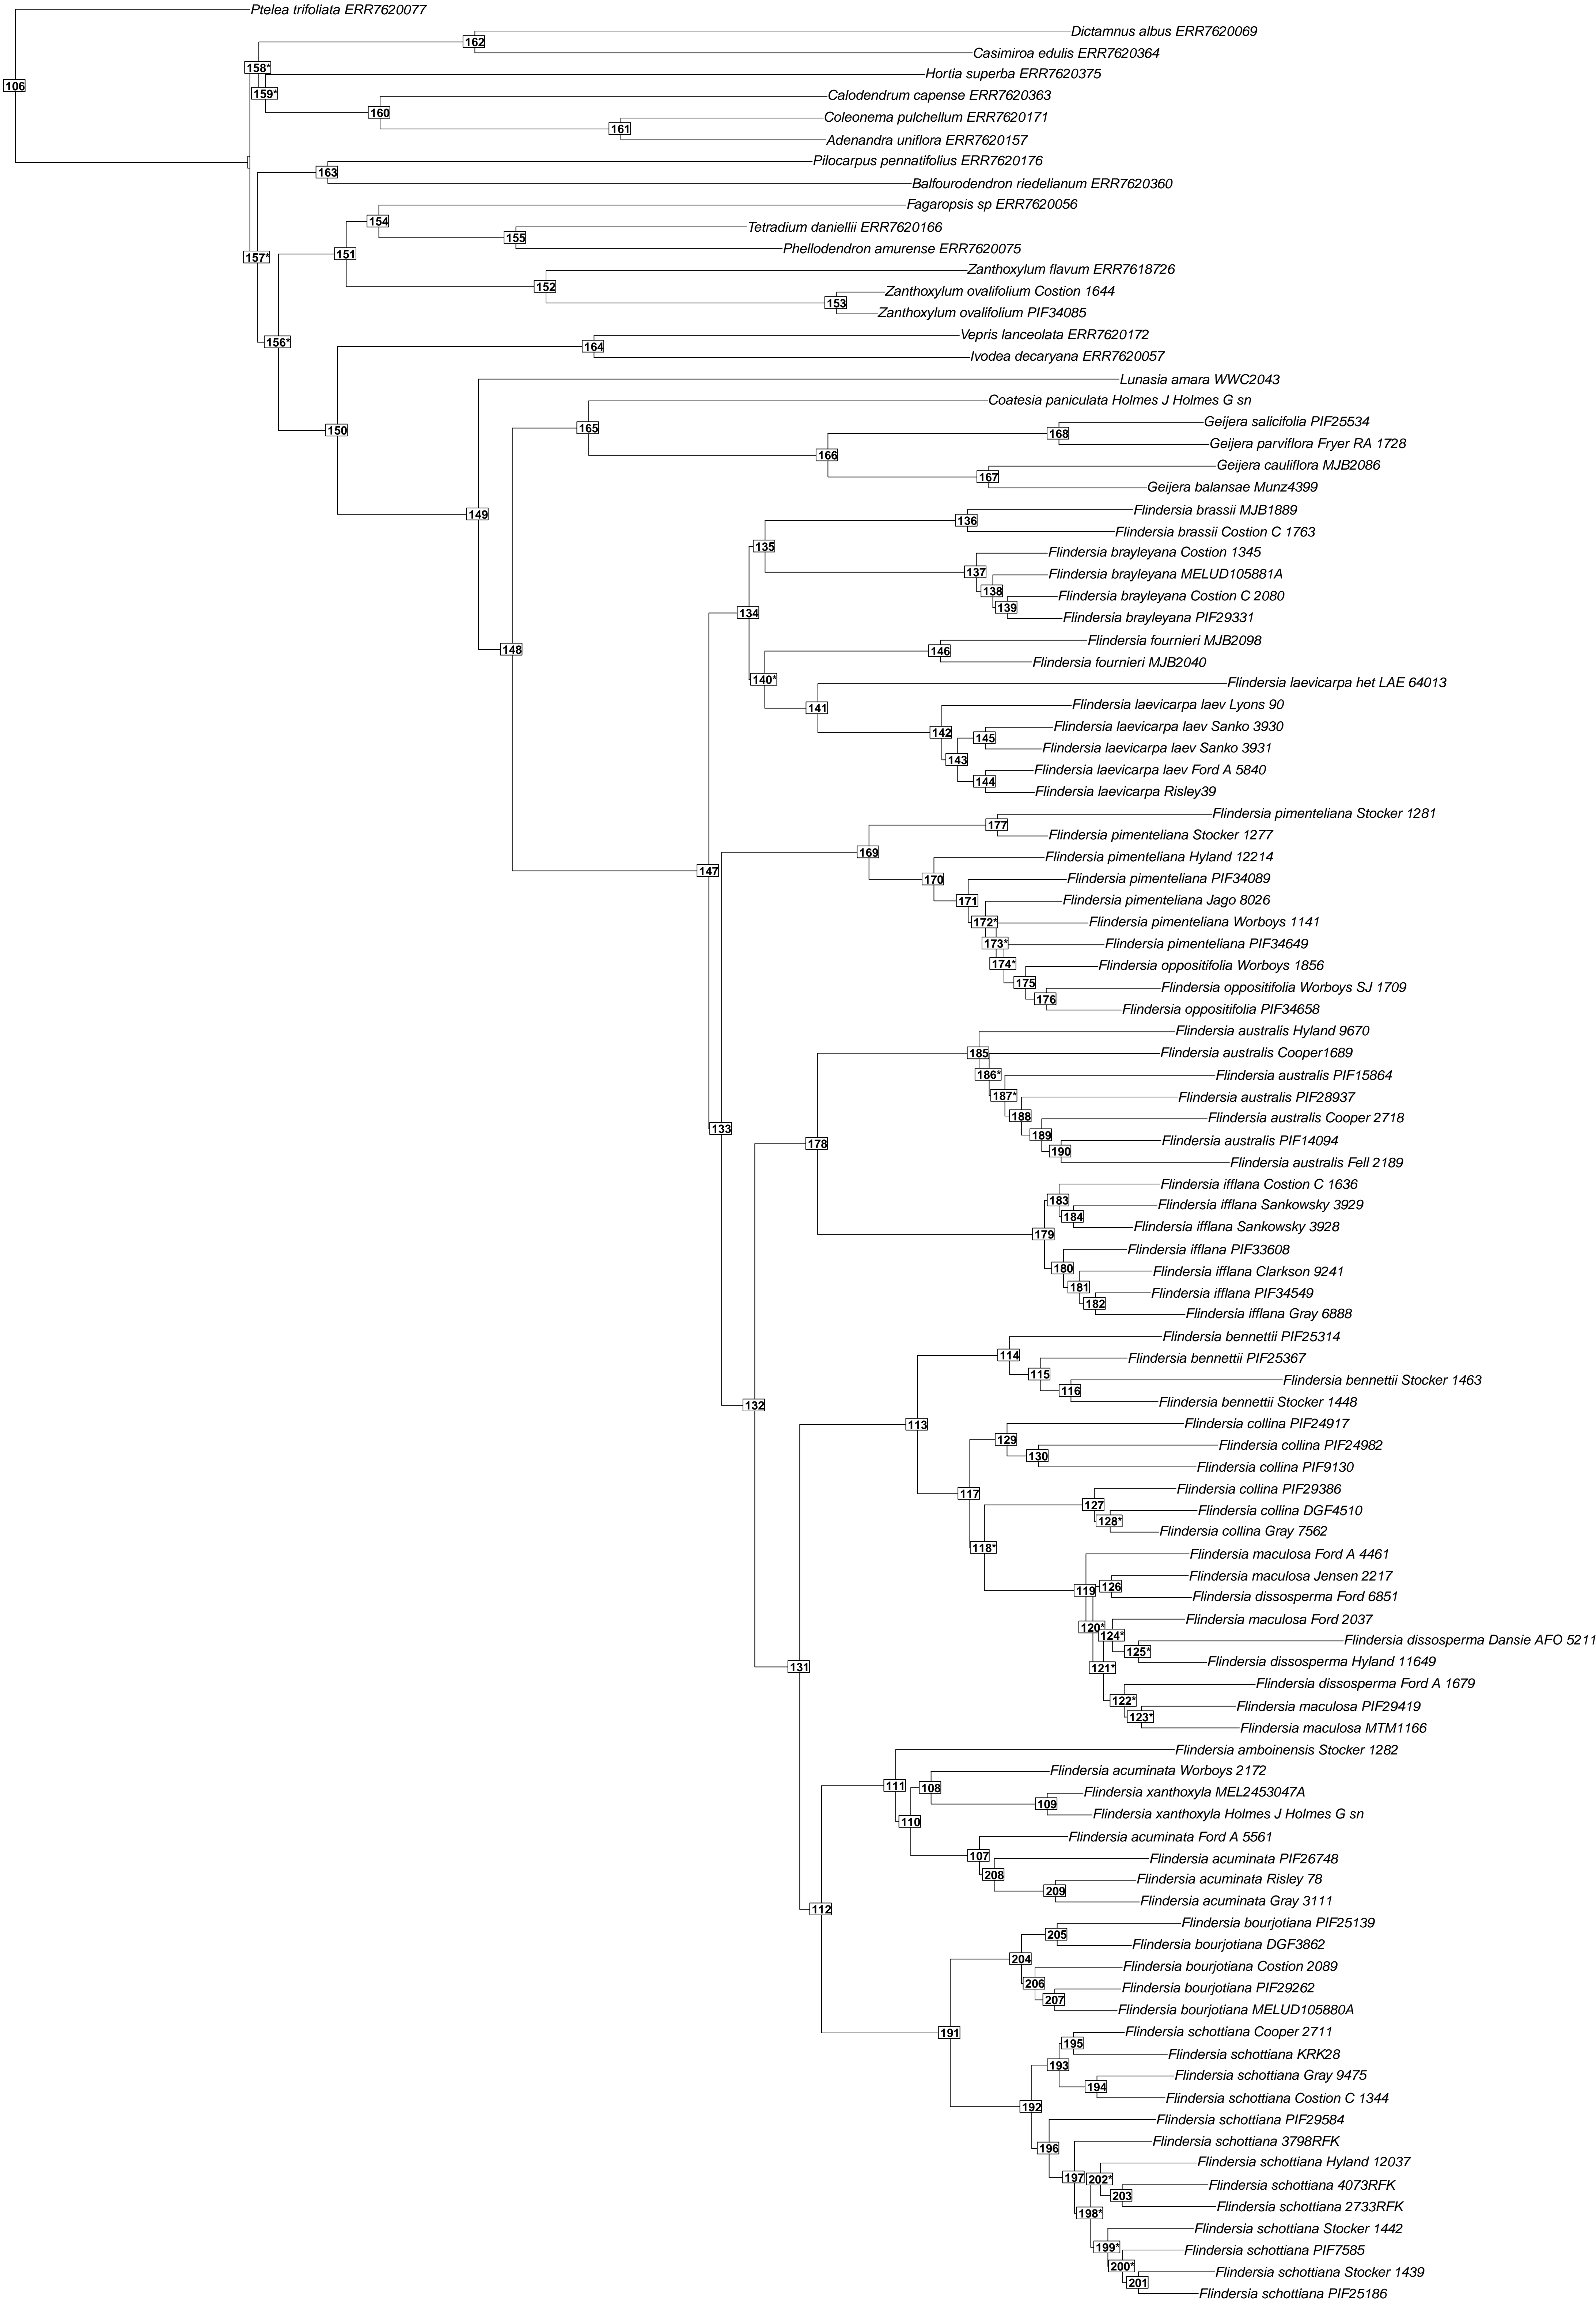 Ptelea trifoliata ERR7620077
Dictamnus albus ERR7620069
162
Casimiroa edulis ERR7620364
158*
Hortia superba ERR7620375
106
159*
Calodendrum capense ERR7620363
160
Coleonema pulchellum ERR7620171
161
Adenandra uniflora ERR7620157
Pilocarpus pennatifolius ERR7620176
163
Balfourodendron riedelianum ERR7620360
Fagaropsis sp ERR7620056
154
Tetradium daniellii ERR7620166
155
Phellodendron amurense ERR7620075
151
157*
Zanthoxylum flavum ERR7618726
152
Zanthoxylum ovalifolium Costion 1644
153
Zanthoxylum ovalifolium PIF34085
Vepris lanceolata ERR7620172
156*
164
Ivodea decaryana ERR7620057
Lunasia amara WWC2043
Coatesia paniculata Holmes J Holmes G sn
Geijera salicifolia PIF25534
165
150
168
Geijera parviflora Fryer RA 1728
166
Geijera cauliflora MJB2086
167
Geijera balansae Munz4399
Flindersia brassii MJB1889
149
136
Flindersia brassii Costion C 1763
135
Flindersia brayleyana Costion 1345
137
Flindersia brayleyana MELUD105881A
138
Flindersia brayleyana Costion C 2080
139
134
Flindersia brayleyana PIF29331
Flindersia fournieri MJB2098
148
146
Flindersia fournieri MJB2040
140*
Flindersia laevicarpa het LAE 64013
Flindersia laevicarpa laev Lyons 90
141
Flindersia laevicarpa laev Sanko 3930
142
145
Flindersia laevicarpa laev Sanko 3931
143
Flindersia laevicarpa laev Ford A 5840
144
Flindersia laevicarpa Risley39
Flindersia pimenteliana Stocker 1281
177
Flindersia pimenteliana Stocker 1277
169
Flindersia pimenteliana Hyland 12214
147
170
Flindersia pimenteliana PIF34089
171
Flindersia pimenteliana Jago 8026
172*
Flindersia pimenteliana Worboys 1141
173*
Flindersia pimenteliana PIF34649
174*
Flindersia oppositifolia Worboys 1856
175
Flindersia oppositifolia Worboys SJ 1709
176
Flindersia oppositifolia PIF34658
Flindersia australis Hyland 9670
185
Flindersia australis Cooper1689
186*
Flindersia australis PIF15864
187*
Flindersia australis PIF28937
188
Flindersia australis Cooper 2718
133
189
Flindersia australis PIF14094
178
190
Flindersia australis Fell 2189
Flindersia ifflana Costion C 1636
183
Flindersia ifflana Sankowsky 3929
184
Flindersia ifflana Sankowsky 3928
179
Flindersia ifflana PIF33608
180
Flindersia ifflana Clarkson 9241
181
Flindersia ifflana PIF34549
182
Flindersia ifflana Gray 6888
Flindersia bennettii PIF25314
114
Flindersia bennettii PIF25367
115
Flindersia bennettii Stocker 1463
116
Flindersia bennettii Stocker 1448
132
113
Flindersia collina PIF24917
129
Flindersia collina PIF24982
130
Flindersia collina PIF9130
117
Flindersia collina PIF29386
127
Flindersia collina DGF4510
128*
Flindersia collina Gray 7562
118*
Flindersia maculosa Ford A 4461
Flindersia maculosa Jensen 2217
119
126
Flindersia dissosperma Ford 6851
Flindersia maculosa Ford 2037
120*
124*
Flindersia dissosperma Dansie AFO 5211
125*
Flindersia dissosperma Hyland 11649
131
121*
Flindersia dissosperma Ford A 1679
122*
Flindersia maculosa PIF29419
123*
Flindersia maculosa MTM1166
Flindersia amboinensis Stocker 1282
Flindersia acuminata Worboys 2172
111
108
Flindersia xanthoxyla MEL2453047A
109
Flindersia xanthoxyla Holmes J Holmes G sn
110
Flindersia acuminata Ford A 5561
107
Flindersia acuminata PIF26748
208
Flindersia acuminata Risley 78
209
Flindersia acuminata Gray 3111
112
Flindersia bourjotiana PIF25139
205
Flindersia bourjotiana DGF3862
204
Flindersia bourjotiana Costion 2089
206
Flindersia bourjotiana PIF29262
207
Flindersia bourjotiana MELUD105880A
191
Flindersia schottiana Cooper 2711
195
Flindersia schottiana KRK28
193
Flindersia schottiana Gray 9475
194
Flindersia schottiana Costion C 1344
192
Flindersia schottiana PIF29584
Flindersia schottiana 3798RFK
196
Flindersia schottiana Hyland 12037
197
202*
Flindersia schottiana 4073RFK
203
Flindersia schottiana 2733RFK
198*
Flindersia schottiana Stocker 1442
199*
Flindersia schottiana PIF7585
200*
Flindersia schottiana Stocker 1439
201
Flindersia schottiana PIF25186